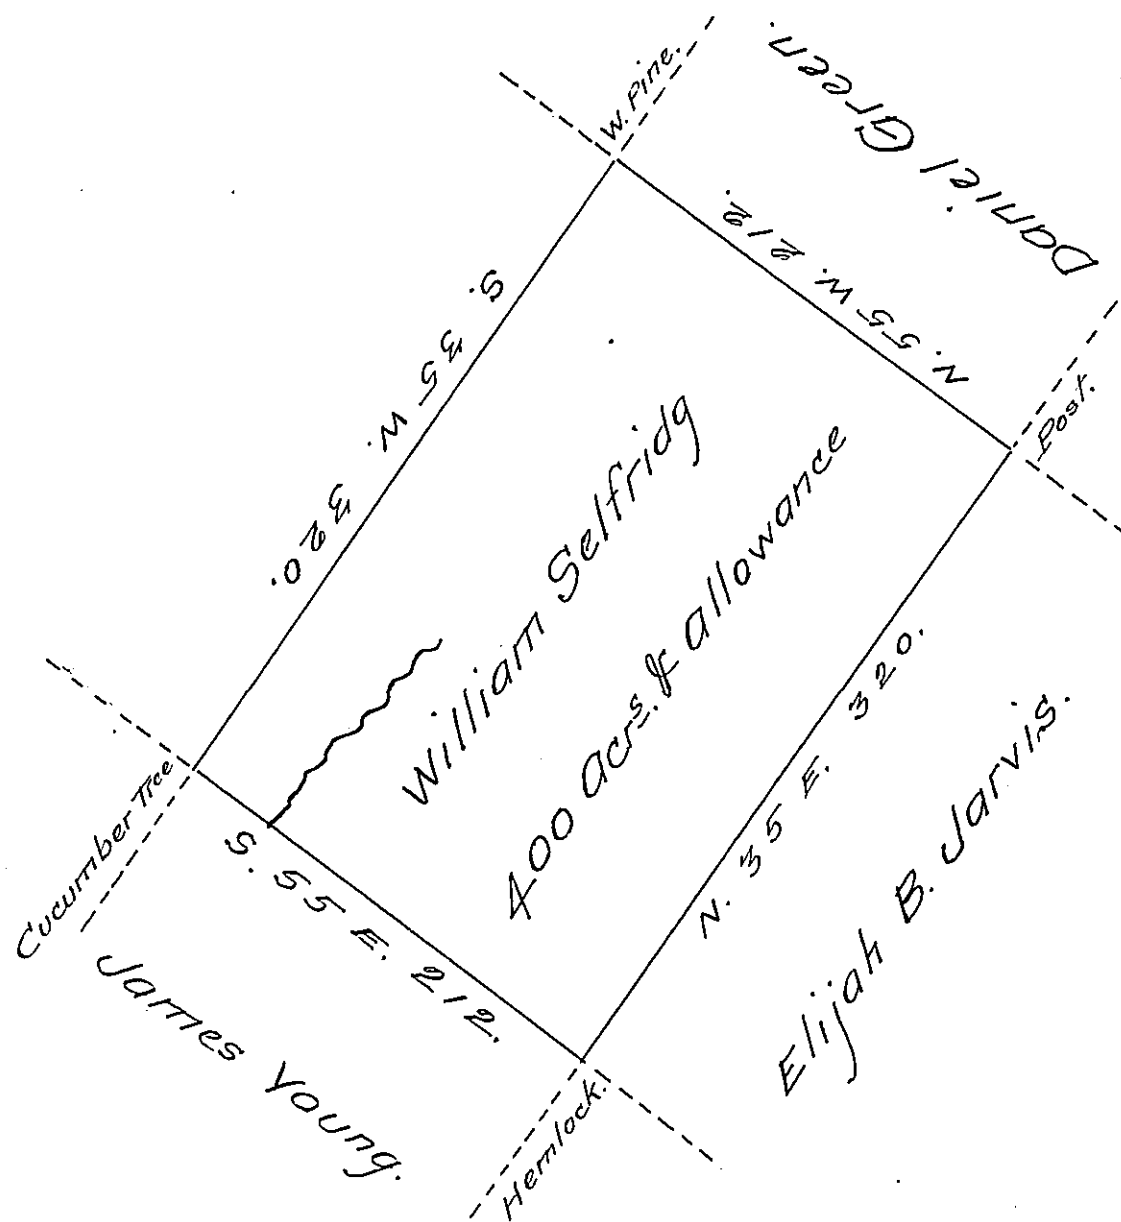 W. Pine.
Daniel Green.
N. 55 W. 212.
Post.
S. 35 W. 320.
William Selfridg
400 acrs. & allowance
N. 35 E. 320.
Elijah B. Jarvis.
Cucumber Tree
S. 55 E. 212.
James Young.
Hemlock.